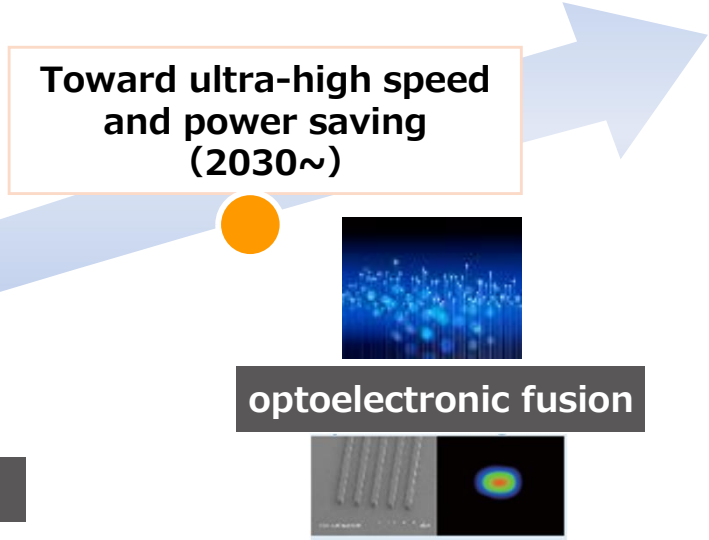 Toward ultra-high speed
and power saving
（2030~）
optoelectronic fusion